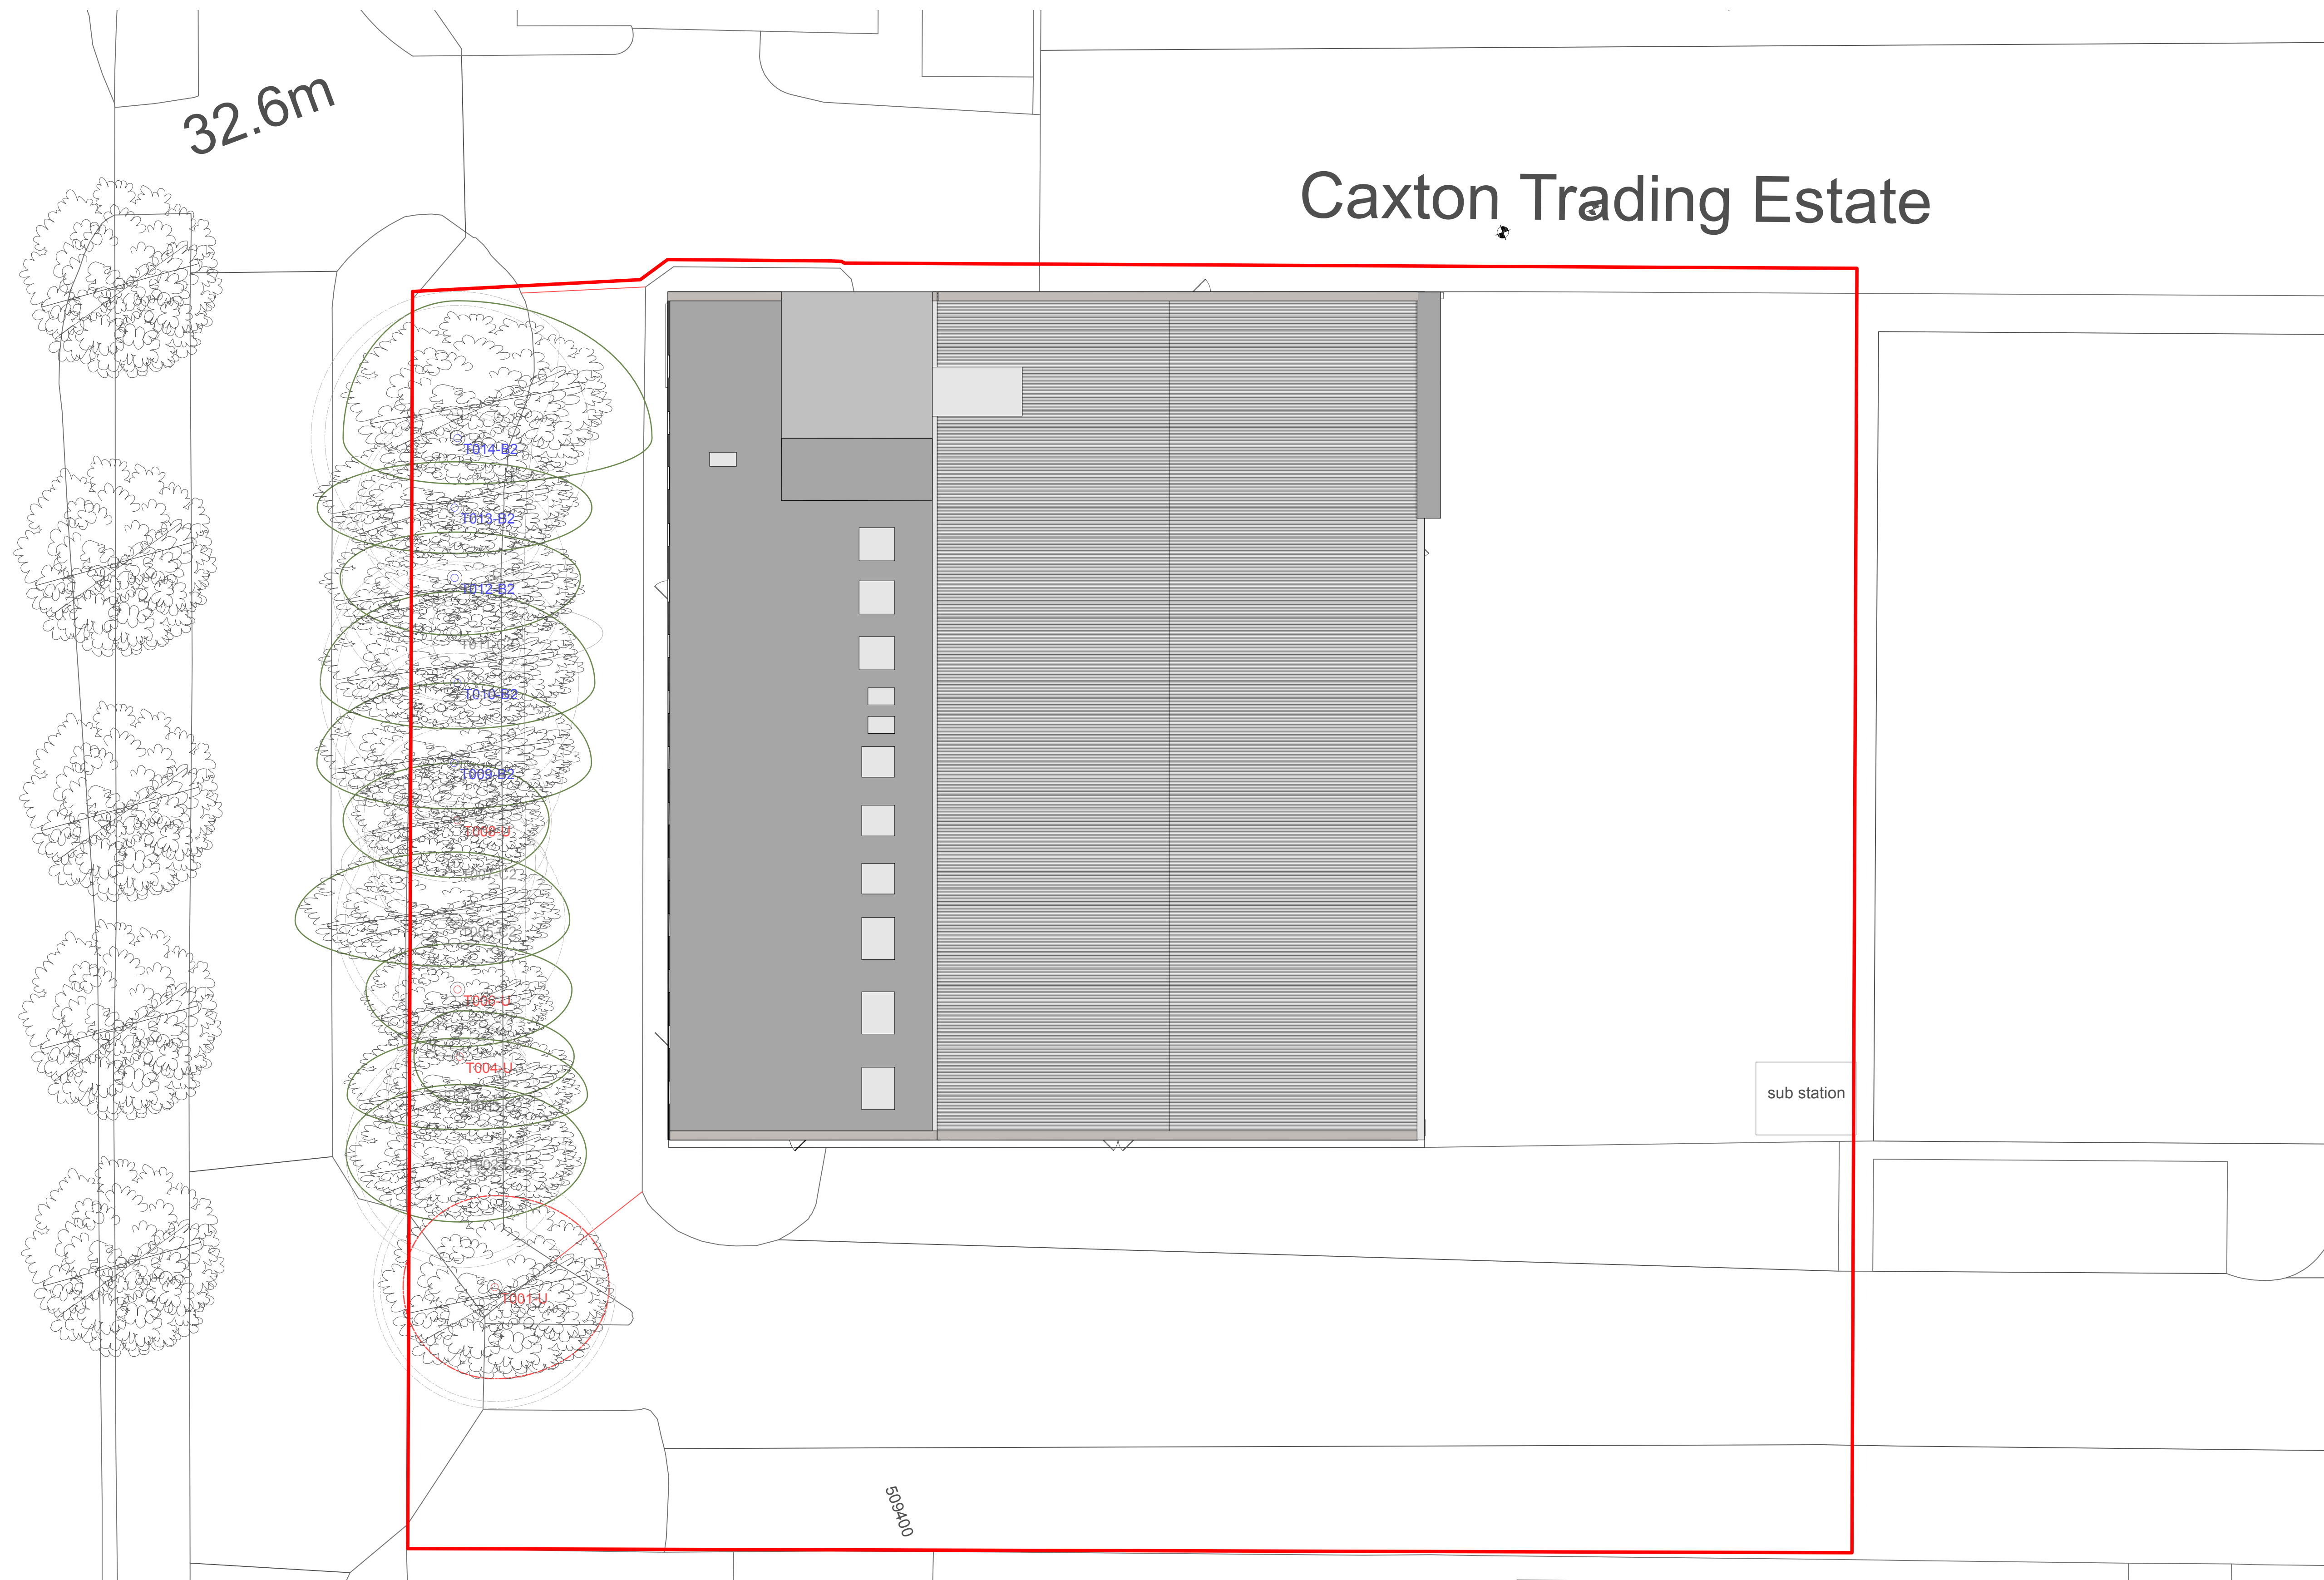 32.6m
Caxton Trading Estate
T014-B2
T013-B2
T012-B2
T010-B2
T009-B2
T008-U
T006-U
T004-U
sub station
T001-U
509400